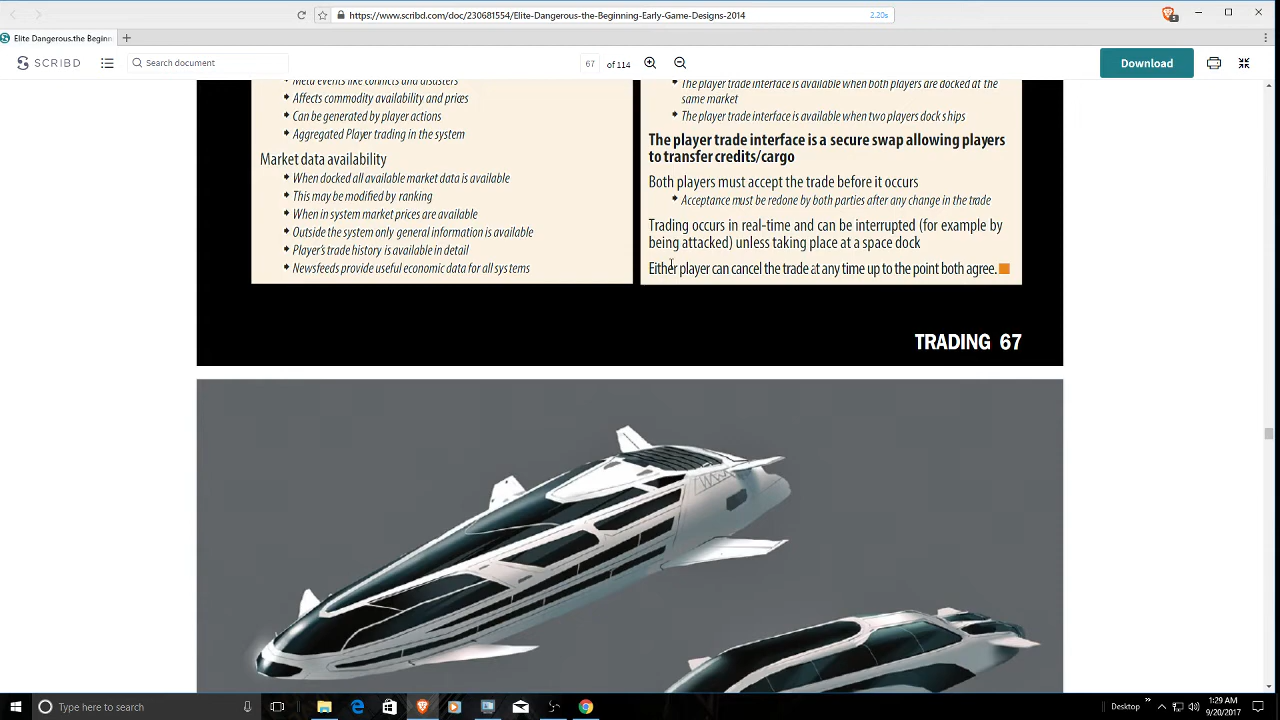 https://www.scribd.com/doc/230681554/Elite-Dangerous-the-Beginning-Early-Game-Designs-2014
2.20s
Elite Dangerous.the Beginn
SCRIBD
Search document
67
of 114
Download
Meta events like conflicts and disasters
Affects commodity availability and prices
Can be generated by player actions
Aggregated Player trading in the system
Market data availability
When docked all available market data is available
This may be modified by ranking
When in system market prices are available
Outside the system only general information is available
Player's trade history is available in detail
Newsfeeds provide useful economic data for all systems
The player trade interface is available when both players are docked at the
same market
The player trade interface is available when two players dock ships
The player trade interface is a secure swap allowing players
to transfer credits/cargo
Both players must accept the trade before it occurs
Acceptance must be redone by both parties after any change in the trade
Trading occurs in real-time and can be interrupted (for example by
being attacked) unless taking place at a space dock
Either player can cancel the trade at any time up to the point both agree.
TRADING 67
Type here to search
Desktop
1:29 AM
9/20/2017